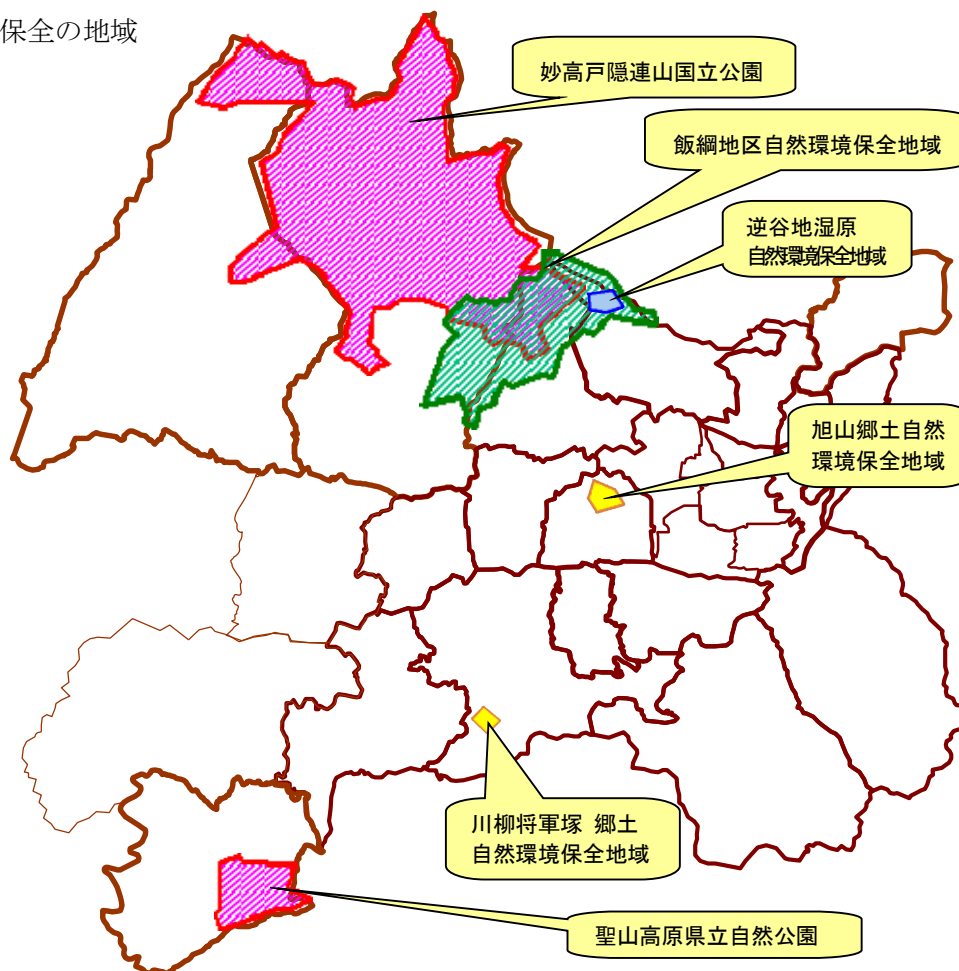 保全の地域
妙高戸隠連山国立公園
飯綱地区自然環境保全地域
逆谷地湿原
自然環境保全地域
旭山郷土自然
環境保全地域
川柳将軍塚 郷土
自然環境保全地域
聖山高原県立自然公園